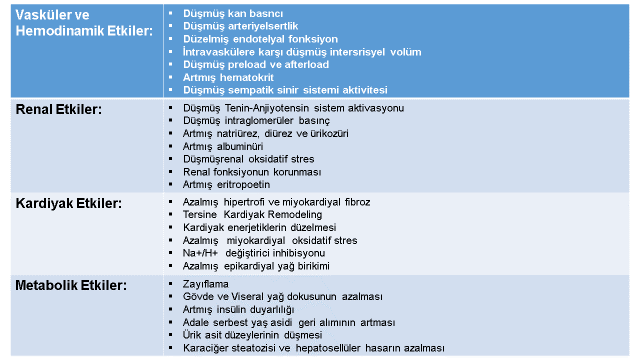 Vasküler ve
Hemodinamik Etkiler:
▪ Düşmüş kan basıncı
▪ Düşmüş arteriyelsertlik
▪ Düzelmiş endotelyal fonksiyon
▪ İntravaskülere karşı düşmüş intersrisyel volüm
▪ Düşmüş preload ve afterload
▪ Artmış hematokrit
▪ Düşmüş sempatik sinir sistemi aktivitesi
Renal Etkiler:
▪ Düşmüş Tenin-Anjiyotensin sistem aktivasyonu
▪ Düşmüş intraglomerüler basınç
▪ Artmış natriürez, diürez ve ürikozüri
▪ Artmış albuminüri
▪ Düşmüşrenal oksidatif stres
▪ Renal fonksiyonun korunması
▪ Artmış eritropoetin
Kardiyak Etkiler:
▪ Azalmış hipertrofi ve miyokardiyal fibroz
▪ Tersine Kardiyak Remodeling
▪ Kardiyak enerjetiklerin düzelmesi
▪ Azalmış miyokardiyal oksidatif stres
▪ Na+/H+ değiştirici inhibisyonu
▪ Azalmış epikardiyal yağ birikimi
Metabolik Etkiler:
▪ Zayıflama
▪ Gövde ve Viseral yağ dokusunun azalması
▪ Artmış insülin duyarlılığı
▪ Adale serbest yaş asidi geri alımının artması
▪ Ürik asit düzeylerinin düşmesi
▪ Karaciğer steatozisi ve hepatosellüler hasarın azalması